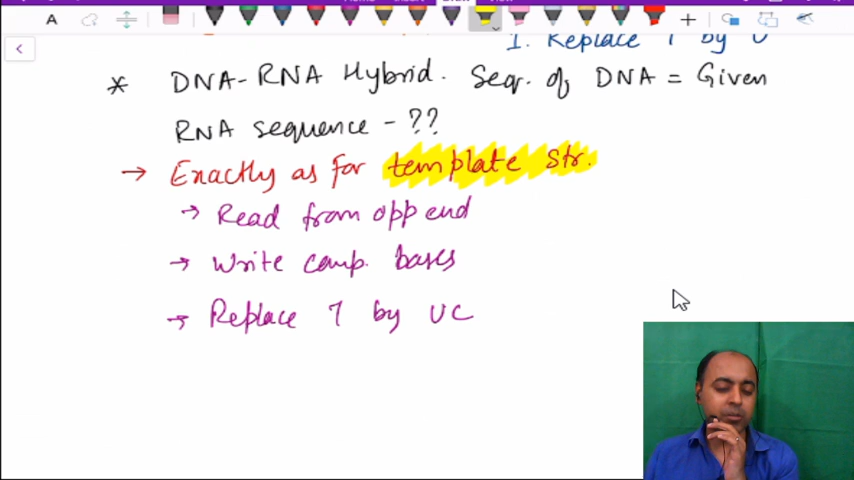 1. Replace T by U
* DNA-RNA Hybrid. Seq. of DNA = Given
RNA sequence - ??
→ Exactly as for template str.
→ Read from opp end
→ Write comp. bases
→ Replace T by UC